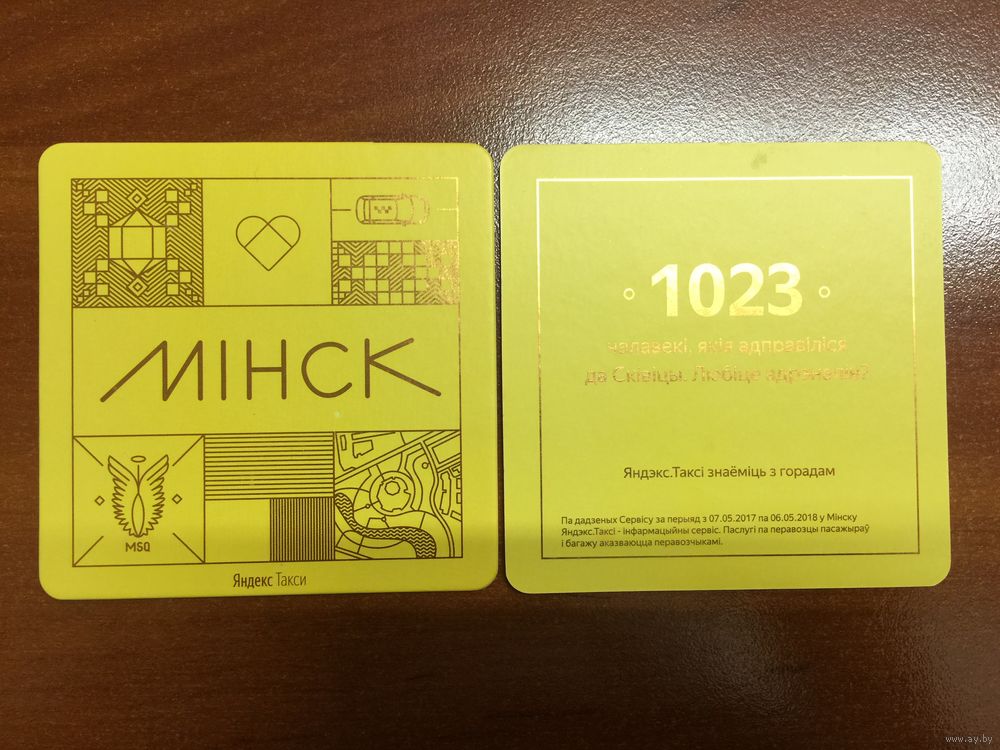 МІНСК
MSQ
Яндекс Такси
1023
чалавекі, якія адправіліся
да Сківіцы. Любіце адрэналін?
Яндэкс.Таксі знаёміць з горадам
Па дадзеных Сервісу за перыяд з 07.05.2017 па 06.05.2018 у Мінску
Яндэкс.Таксі - інфармацыйны сервіс. Паслугі па перавозцы пасажыраў
і багажу аказваюцца перавозчыкамі.
www.ay.by